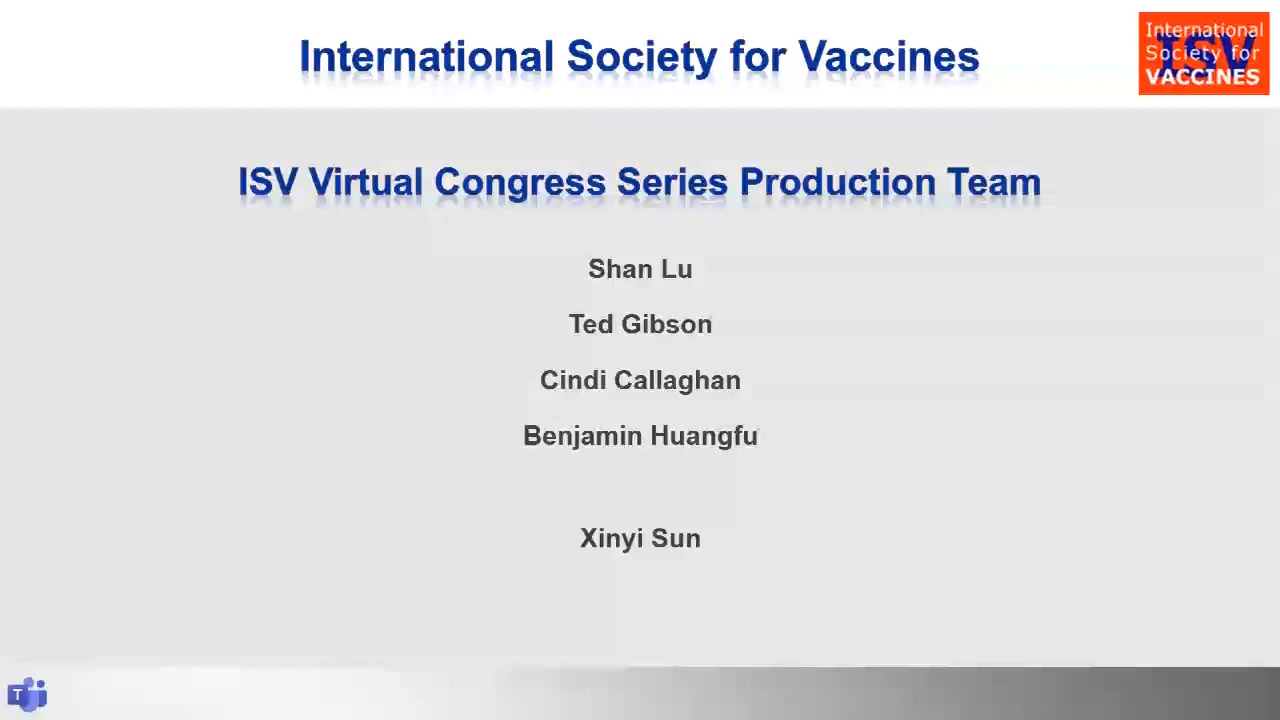 International Society for Vaccines
International
Society for
VACCINES
ISV
ISV Virtual Congress Series Production Team
Shan Lu
Ted Gibson
Cindi Callaghan
Benjamin Huangfu
Xinyi Sun
T